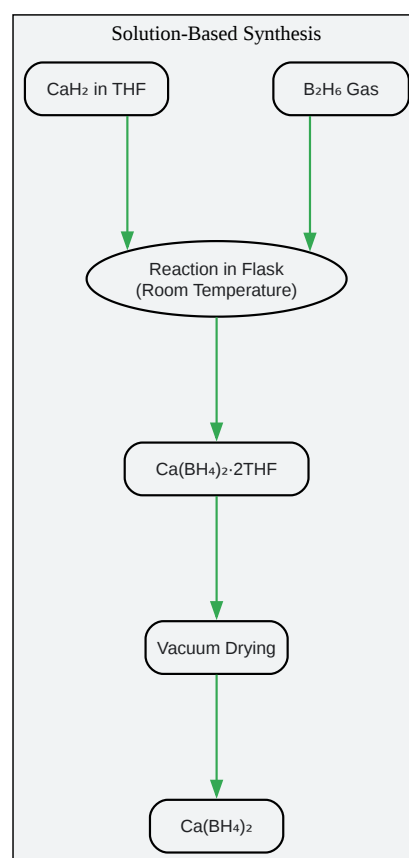 Solution-Based Synthesis
CaH₂ in THF
B₂H₆ Gas
Reaction in Flask
(Room Temperature)
Ca(BH₄)₂·2THF
Vacuum Drying
Ca(BH₄)₂